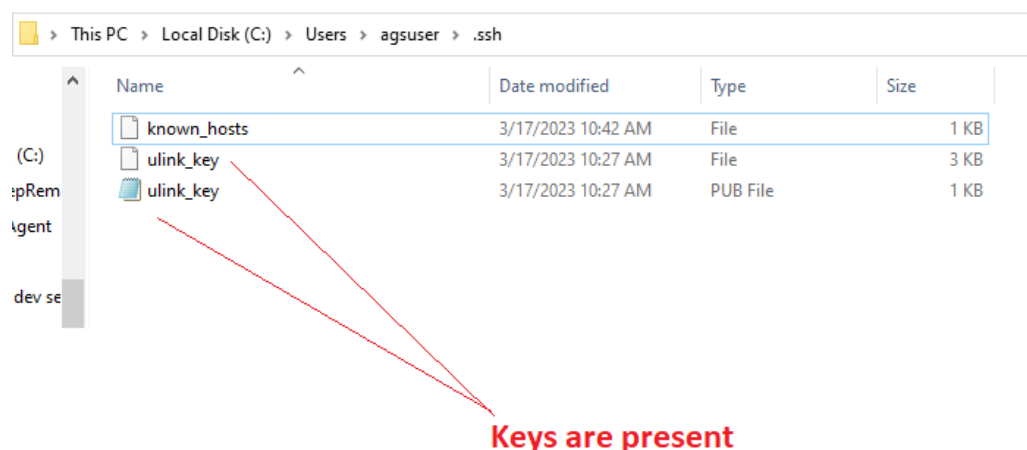 This PC > Local Disk (C:) > Users > agsuser > .ssh
Name Date modified Type Size
known_hosts 3/17/2023 10:42 AM File 1 KB
(C:) ulink_key 3/17/2023 10:27 AM File 3 KB
epRem ulink_key 3/17/2023 10:27 AM PUB File 1 KB
Agent
dev se
Keys are present